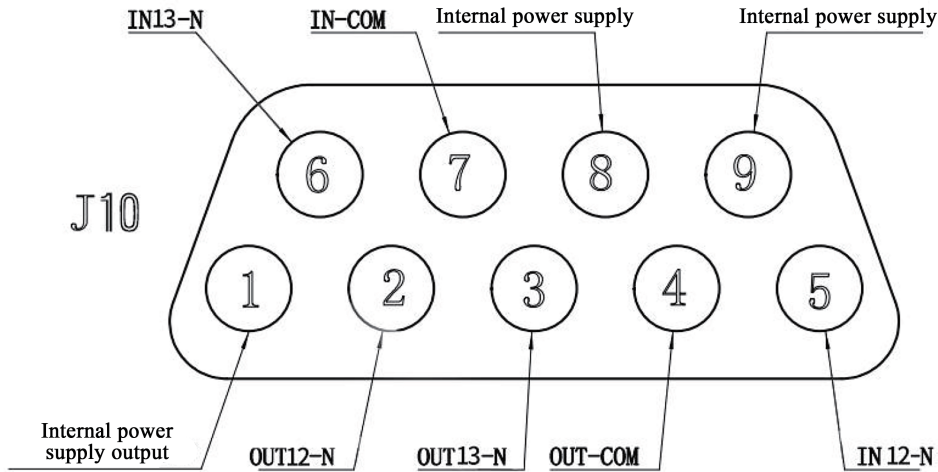 IN13-N
IN-COM
Internal power supply
Internal power supply
6
7
8
9
J10
1
2
3
4
5
Internal power
supply output
OUT12-N
OUT13-N
OUT-COM
IN12-N